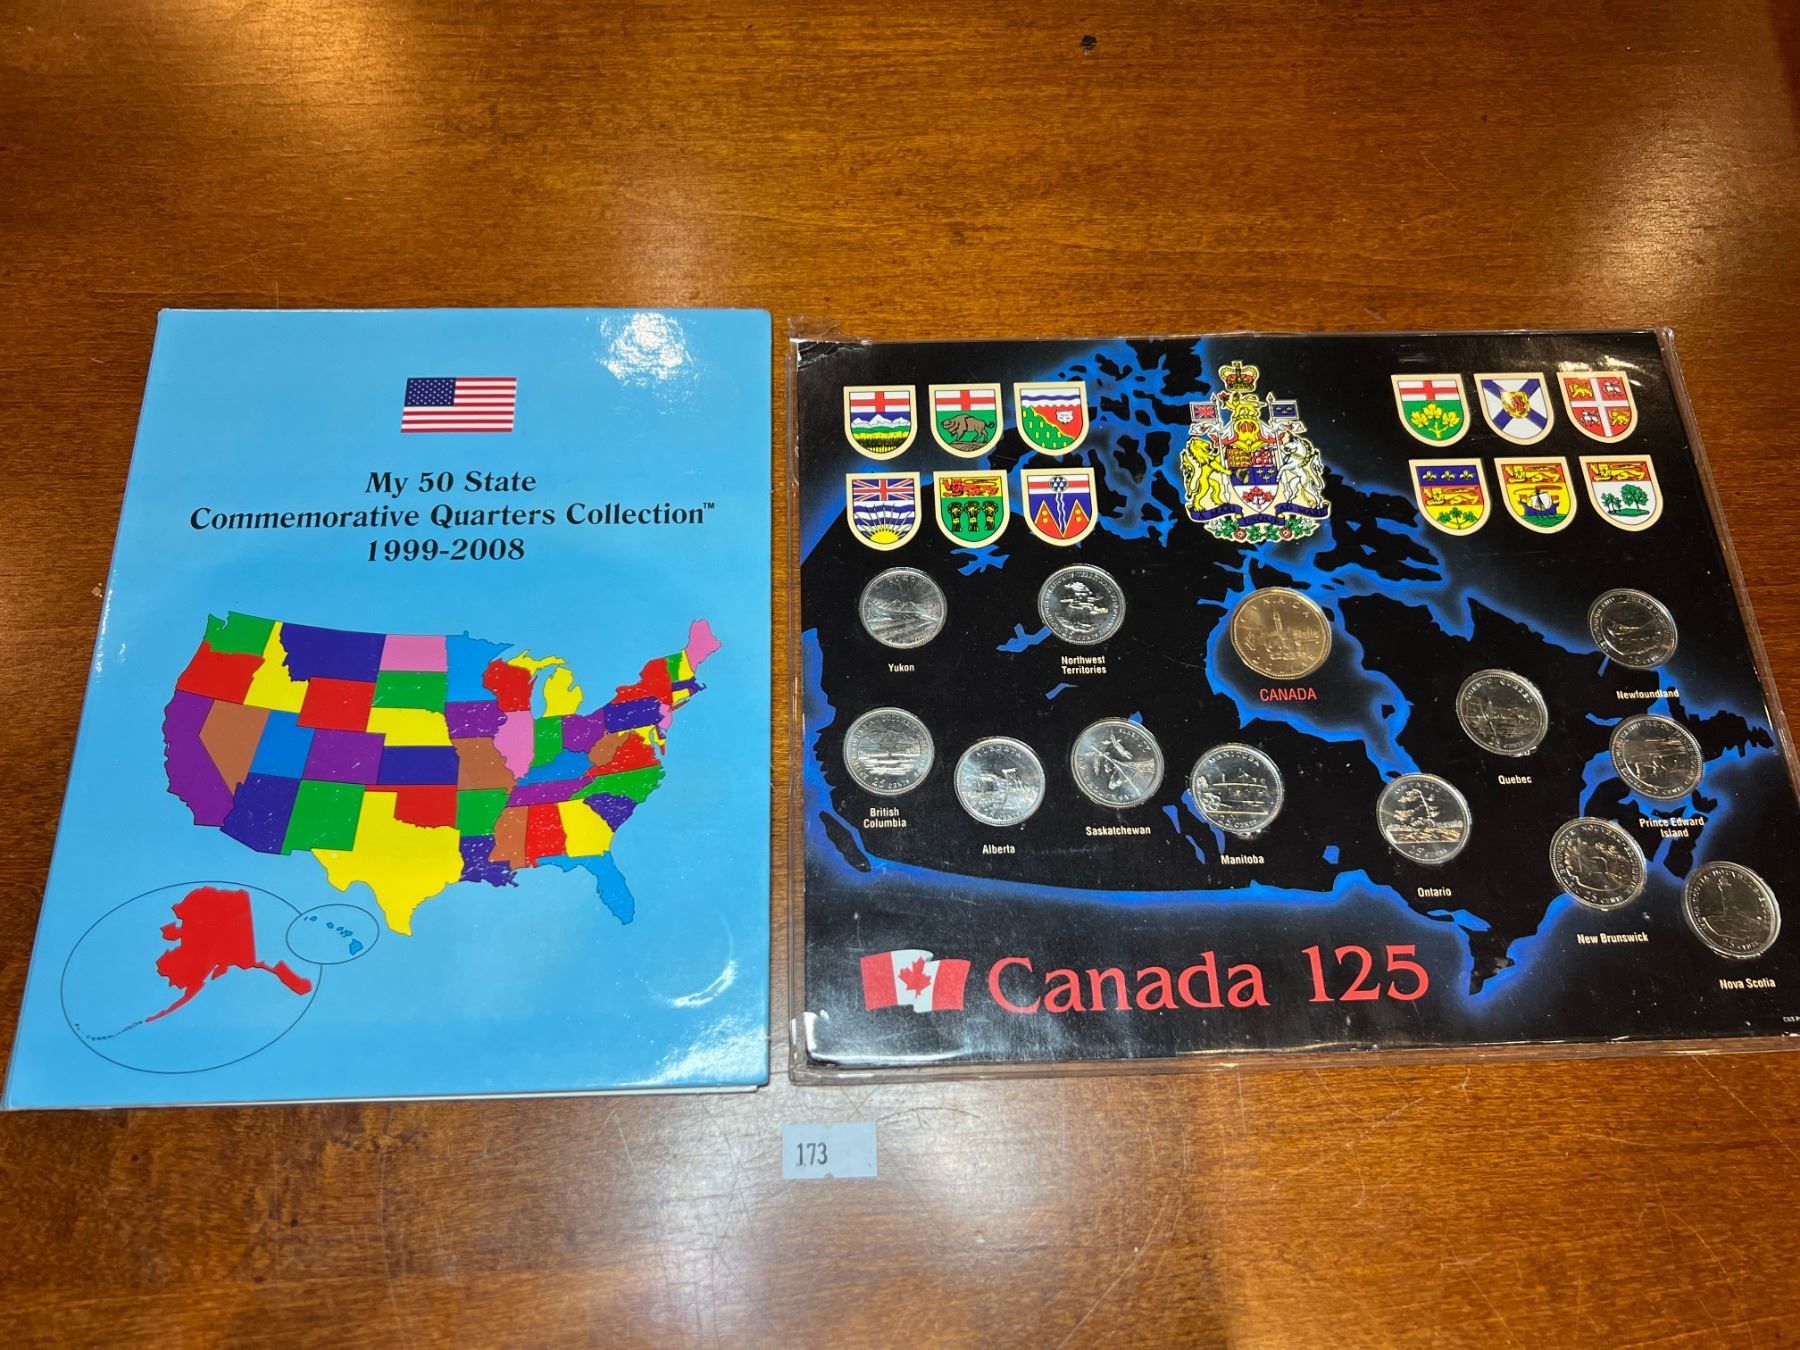 My 50 State
Commemorative Quarters Collection™
1999-2008
CANADA
Yukon
Northwest
Territories
CANADA
Newfoundland
British
Columbia
Alberta
Saskatchewan
Manitoba
Ontario
Quebec
Prince Edward
Island
New Brunswick
Nova Scotia
Canada 125
173